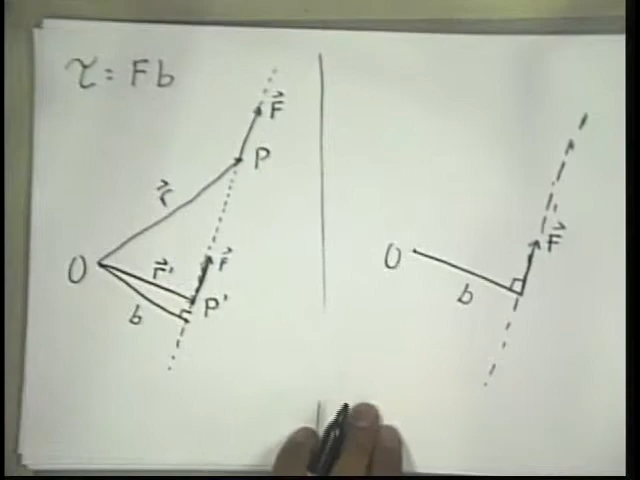 τ = Fb
F⃗
P
r⃗
O
r⃗'
F⃗
P'
b
O
F⃗
b